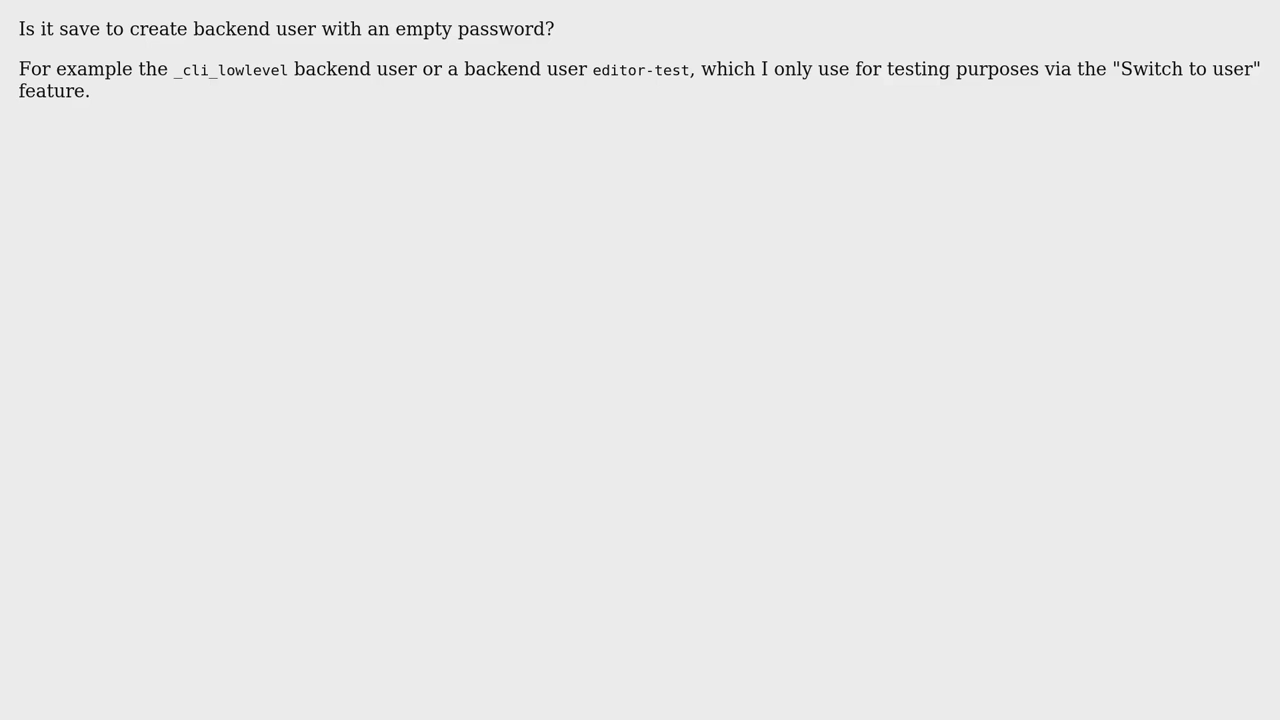 Is it save to create backend user with an empty password?
For example the _cli_lowlevel backend user or a backend user editor-test, which I only use for testing purposes via the "Switch to user"
feature.